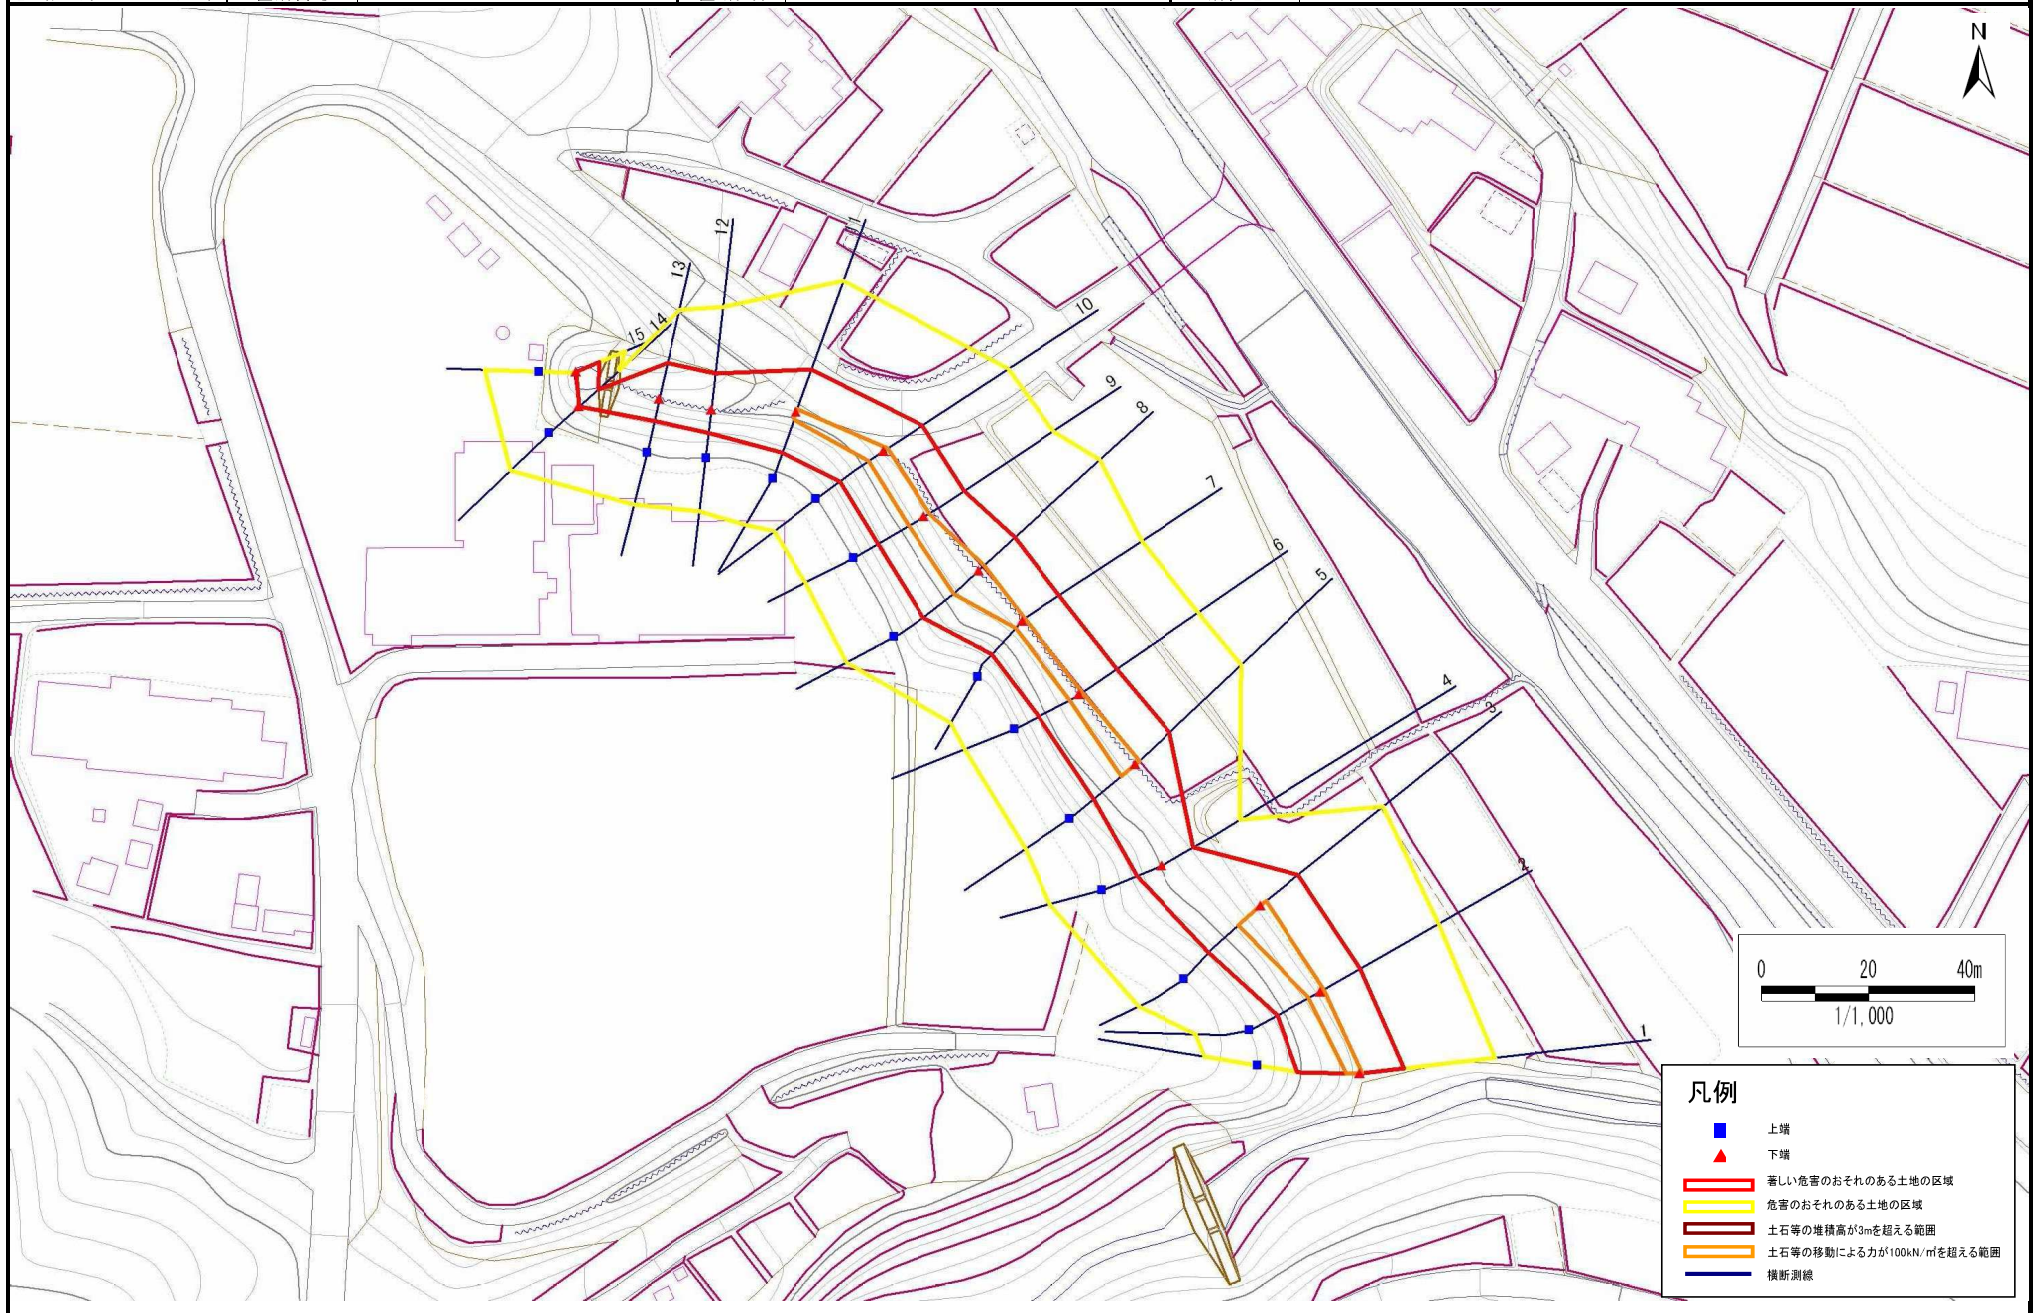 N
12
11
13
10
15
14
9
8
7
6
5
4
3
2
1
0 20 40m
1/1,000
凡例
上端
下端
著しい危害のおそれのある土地の区域
危害のおそれのある土地の区域
土石等の堆積高が3mを超える範囲
土石等の移動による力が100kN/㎡を超える範囲
横断測線